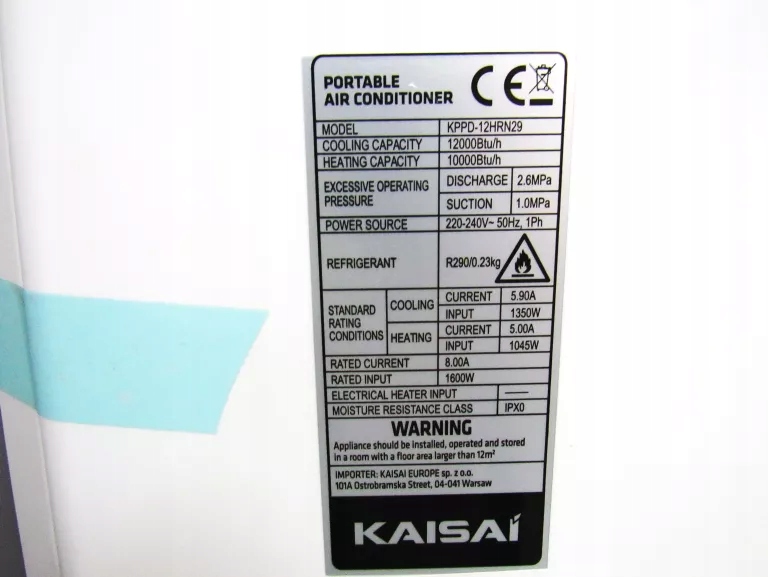 PORTABLE
AIR CONDITIONER
CE
MODEL KPPD-12HRN29
COOLING CAPACITY 12000Btu/h
HEATING CAPACITY 10000Btu/h
EXCESSIVE OPERATING PRESSURE DISCHARGE 2.6MPa
SUCTION 1.0MPa
POWER SOURCE 220-240V~ 50Hz, 1Ph
REFRIGERANT R290/0.23kg
STANDARD RATING CONDITIONS COOLING CURRENT 5.90A
INPUT 1350W
HEATING CURRENT 5.00A
INPUT 1045W
RATED CURRENT 8.00A
RATED INPUT 1600W
ELECTRICAL HEATER INPUT ——
MOISTURE RESISTANCE CLASS IPX0
WARNING
Appliance should be installed, operated and stored
in a room with a floor area larger than 12m²
IMPORTER: KAISAI EUROPE sp. z o.o.
101A Ostrobramska Street, 04-041 Warsaw
KAISAI